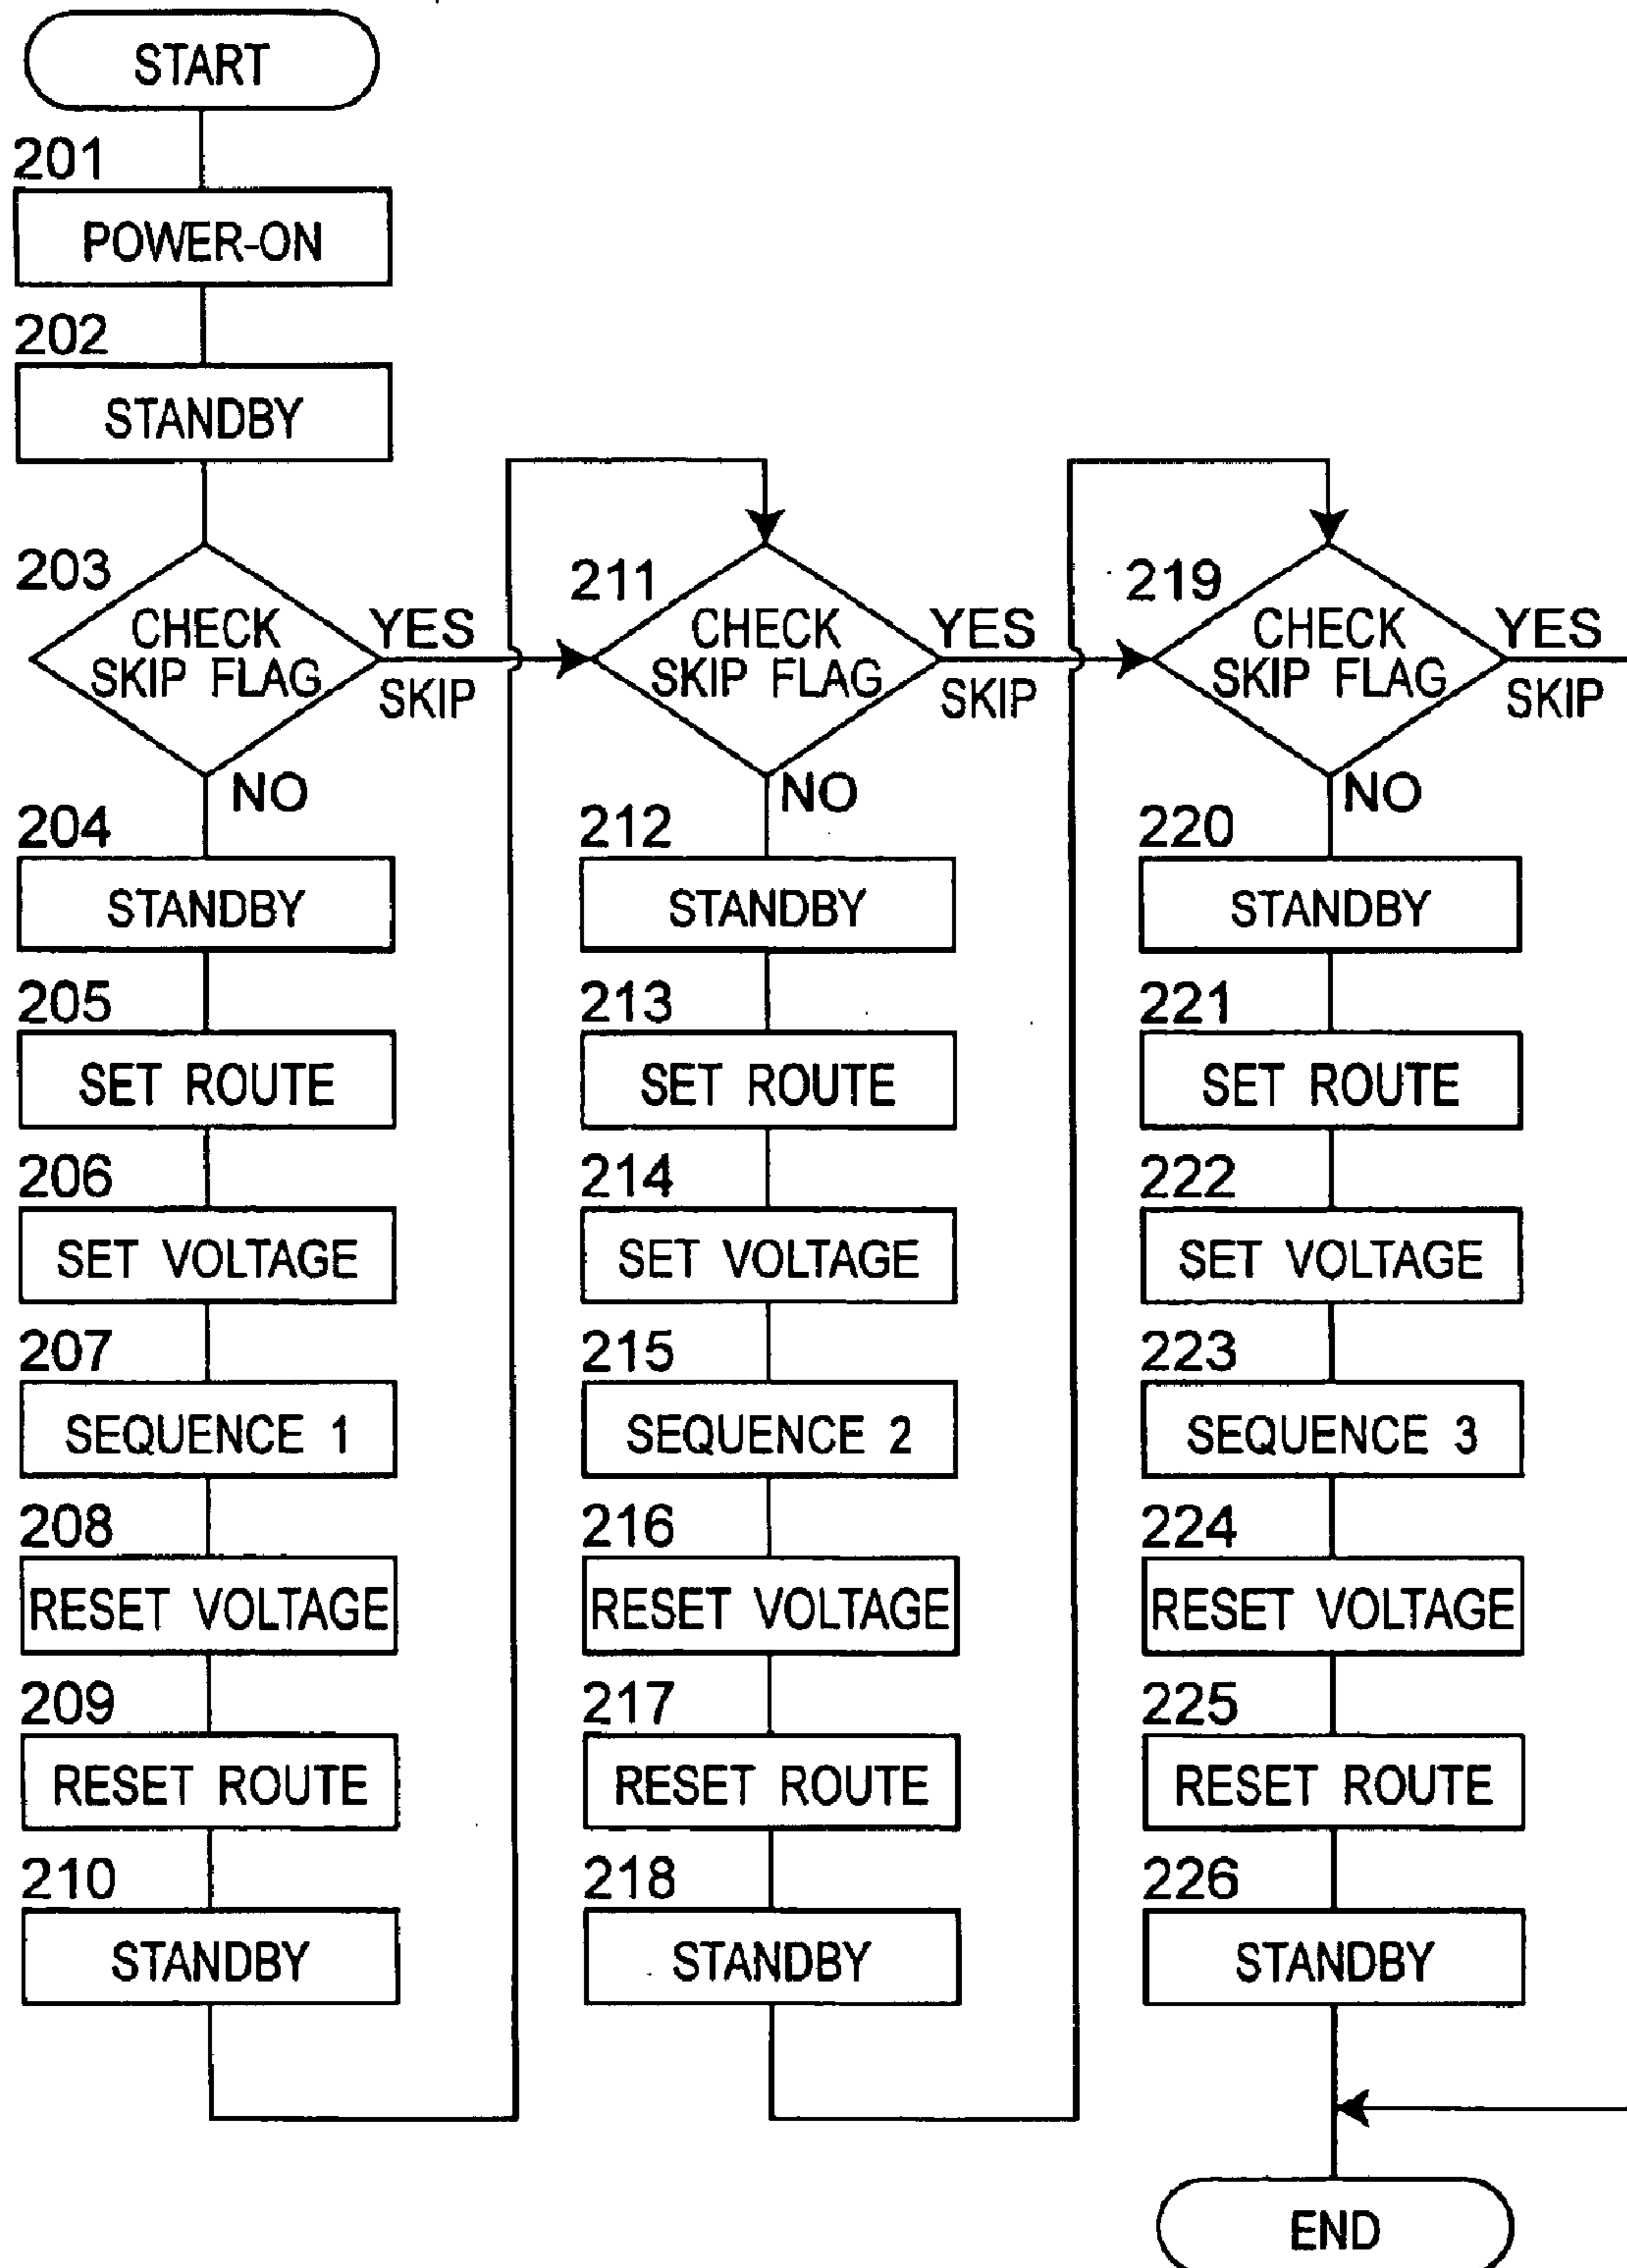 START
201
POWER-ON
202
STANDBY
203
CHECK
SKIP FLAG
YES
SKIP
NO
204
STANDBY
205
SET ROUTE
206
SET VOLTAGE
207
SEQUENCE 1
208
RESET VOLTAGE
209
RESET ROUTE
210
STANDBY
211
CHECK
SKIP FLAG
YES
SKIP
NO
212
STANDBY
213
SET ROUTE
214
SET VOLTAGE
215
SEQUENCE 2
216
RESET VOLTAGE
217
RESET ROUTE
218
STANDBY
219
CHECK
SKIP FLAG
YES
SKIP
NO
220
STANDBY
221
SET ROUTE
222
SET VOLTAGE
223
SEQUENCE 3
224
RESET VOLTAGE
225
RESET ROUTE
226
STANDBY
END